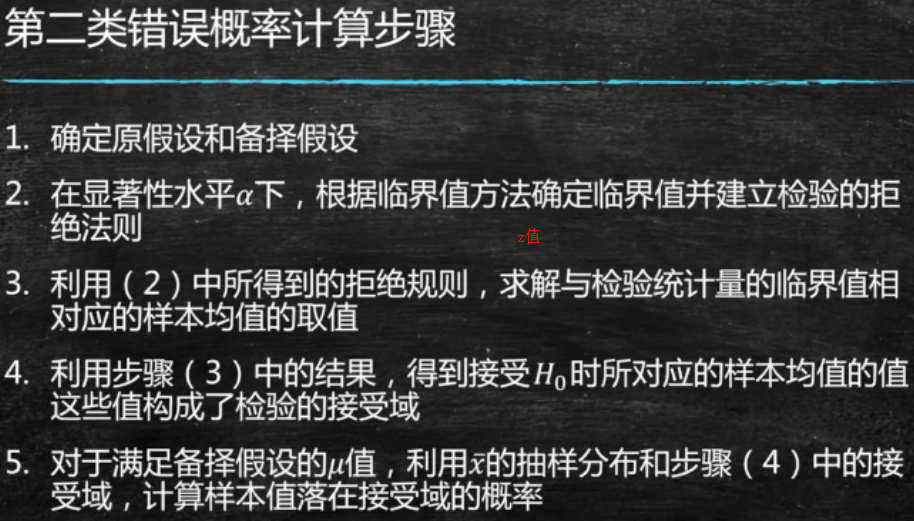 第二类错误概率计算步骤
1. 确定原假设和备择假设
2. 在显著性水平α下，根据临界值方法确定临界值并建立检验的拒
绝法则
z值
3. 利用（2）中所得到的拒绝规则，求解与检验统计量的临界值相
对应的样本均值的取值
4. 利用步骤（3）中的结果，得到接受H₀时所对应的样本均值的值
这些值构成了检验的接受域
5. 对于满足备择假设的μ值，利用x̄的抽样分布和步骤（4）中的接
受域，计算样本值落在接受域的概率